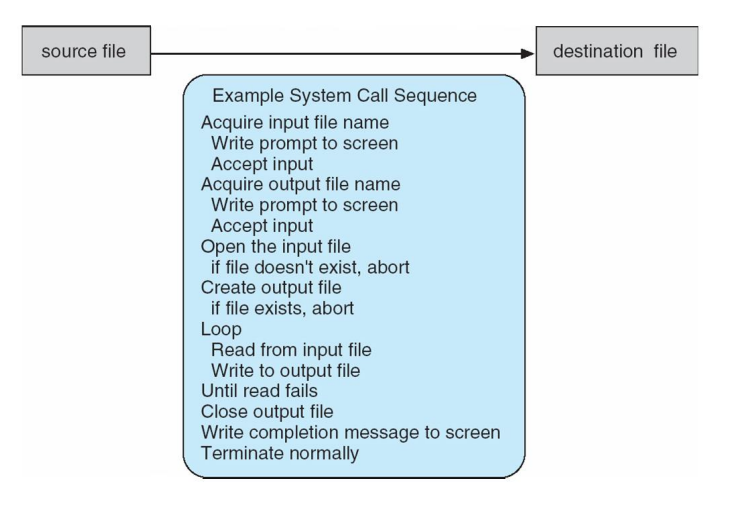 source file
destination file
Example System Call Sequence
Acquire input file name
Write prompt to screen
Accept input
Acquire output file name
Write prompt to screen
Accept input
Open the input file
if file doesn't exist, abort
Create output file
if file exists, abort
Loop
Read from input file
Write to output file
Until read fails
Close output file
Write completion message to screen
Terminate normally